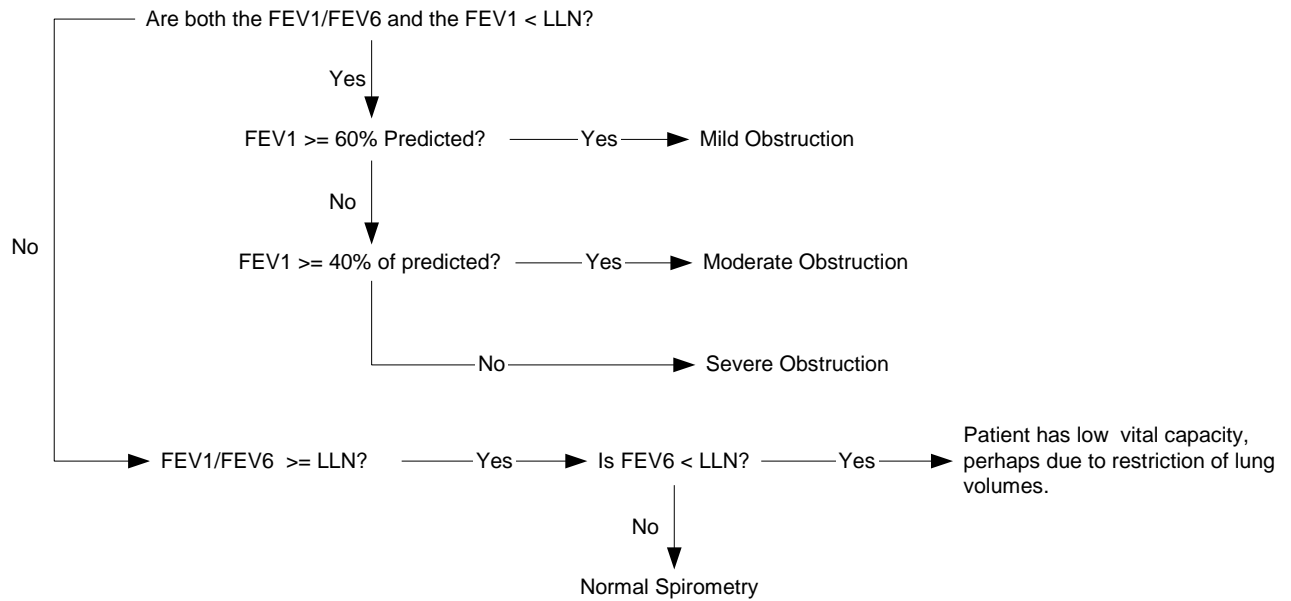 Are both the FEV1/FEV6 and the FEV1 < LLN?
Yes
FEV1 >= 60% Predicted?
Yes
Mild Obstruction
No
No
FEV1 >= 40% of predicted?
Yes
Moderate Obstruction
No
Severe Obstruction
FEV1/FEV6 >= LLN?
Yes
Is FEV6 < LLN?
Yes
Patient has low vital capacity,
perhaps due to restriction of lung
volumes.
No
Normal Spirometry